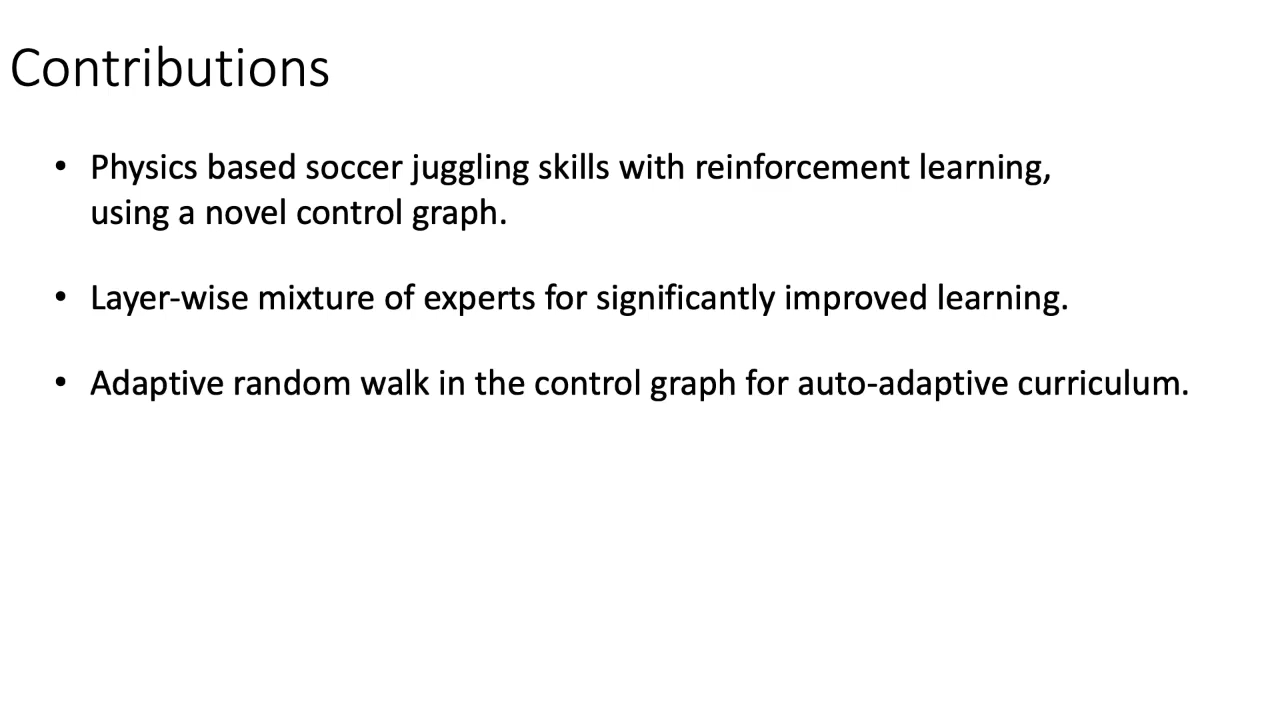 Contributions
• Physics based soccer juggling skills with reinforcement learning,
using a novel control graph.
• Layer-wise mixture of experts for significantly improved learning.
• Adaptive random walk in the control graph for auto-adaptive curriculum.